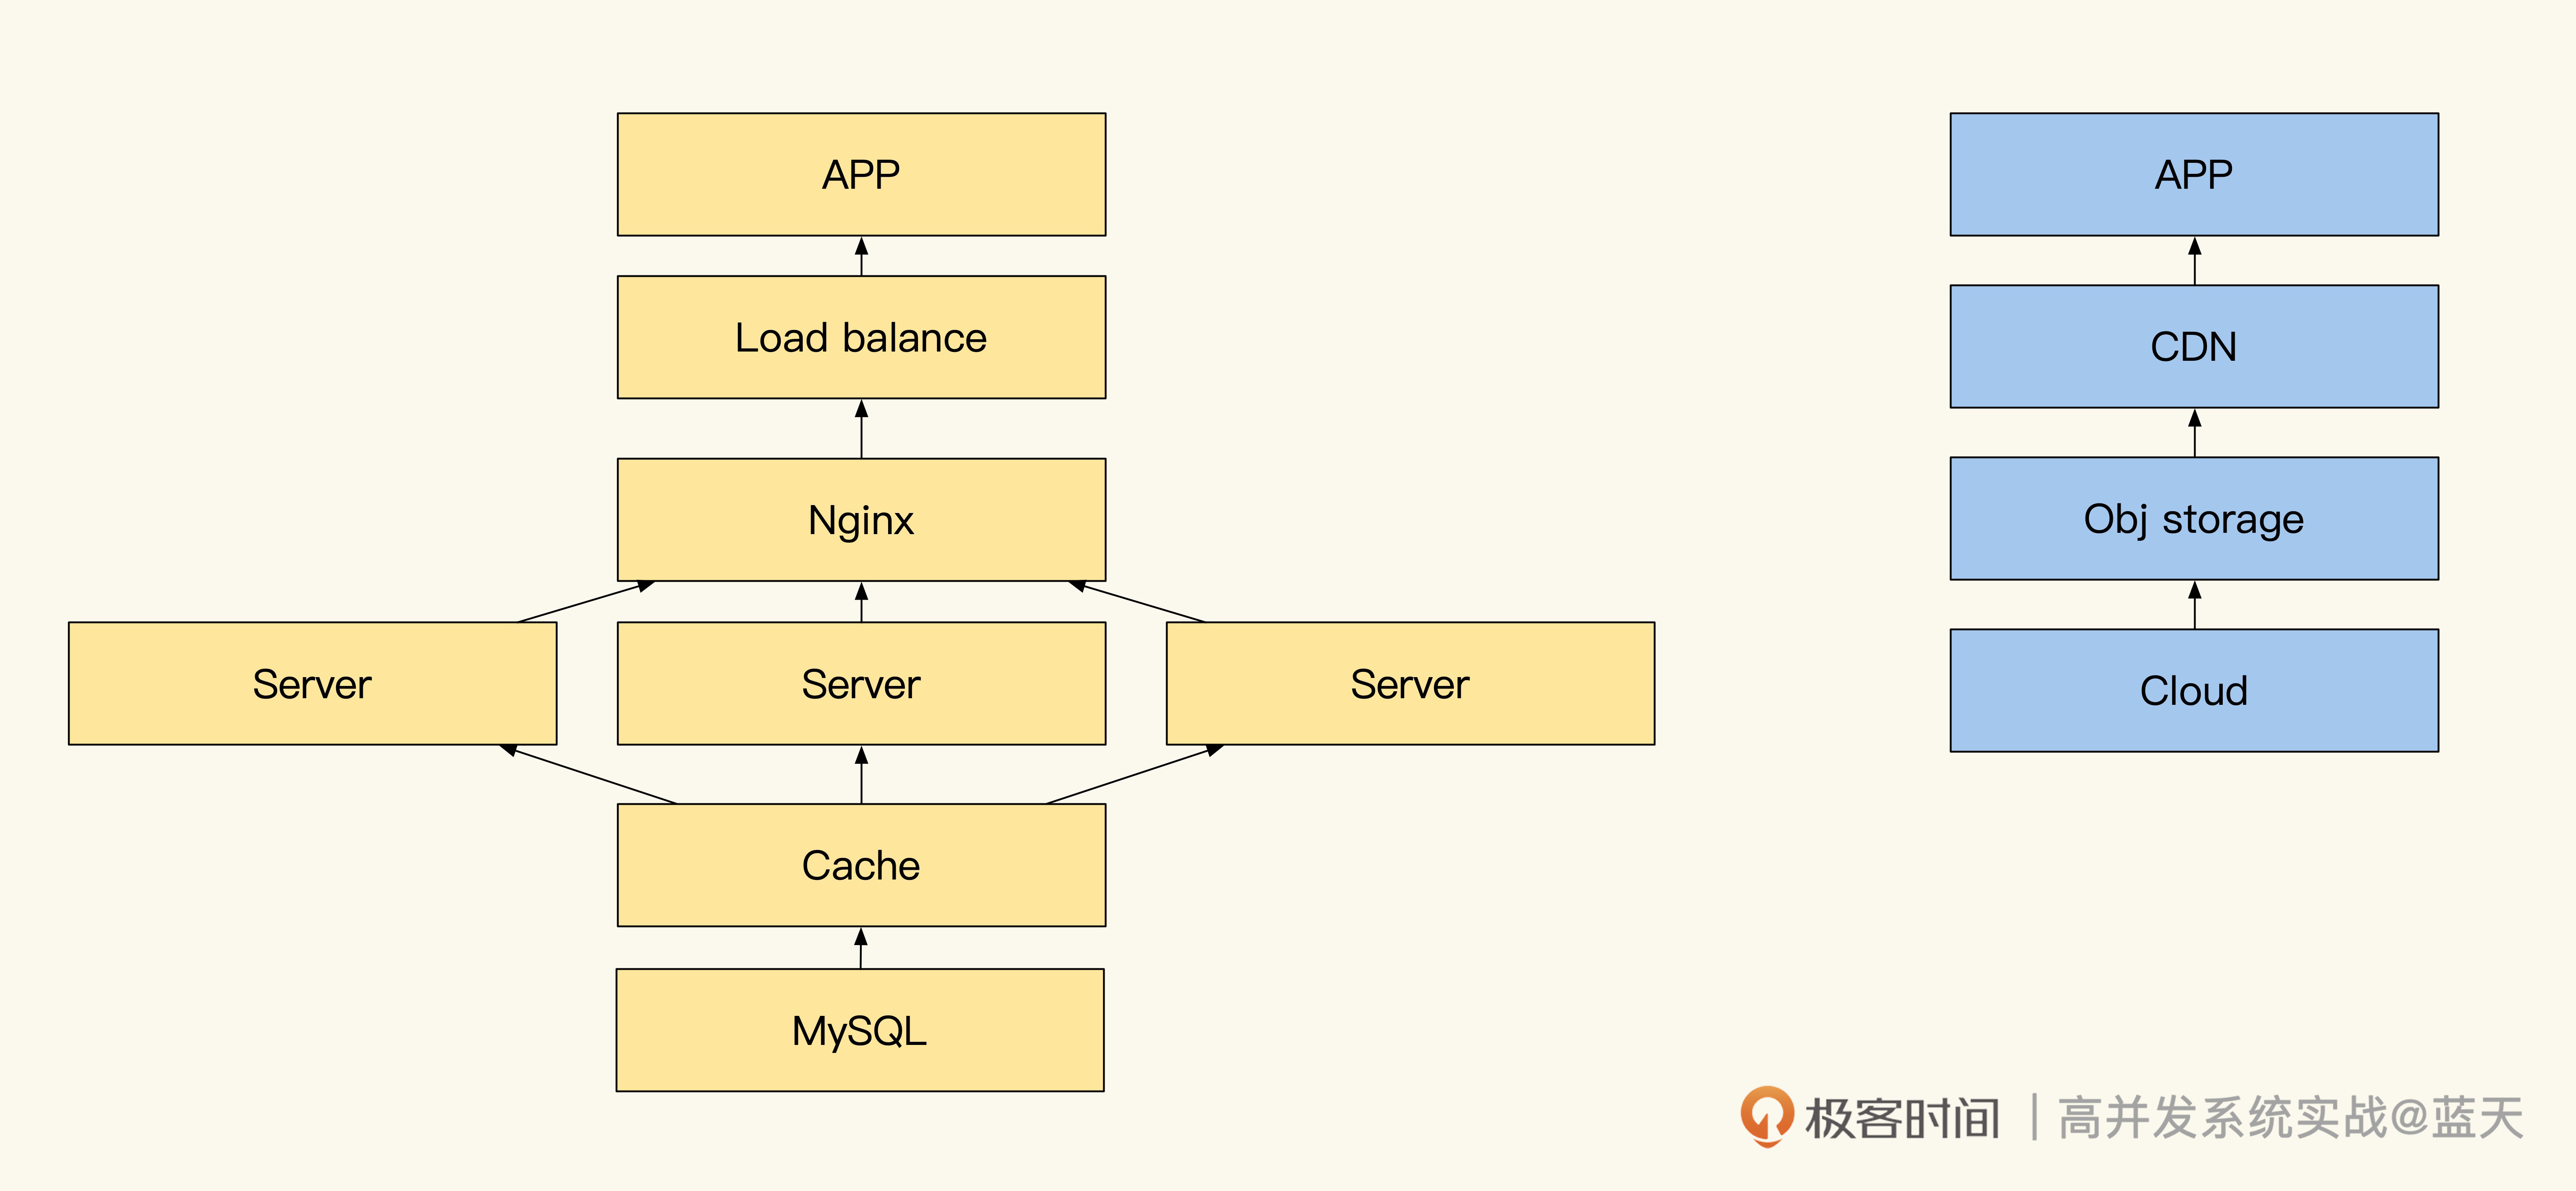 APP
Load balance
Nginx
Server
Server
Server
Cache
MySQL
APP
CDN
Obj storage
Cloud
极客时间 | 高并发系统实战@蓝天